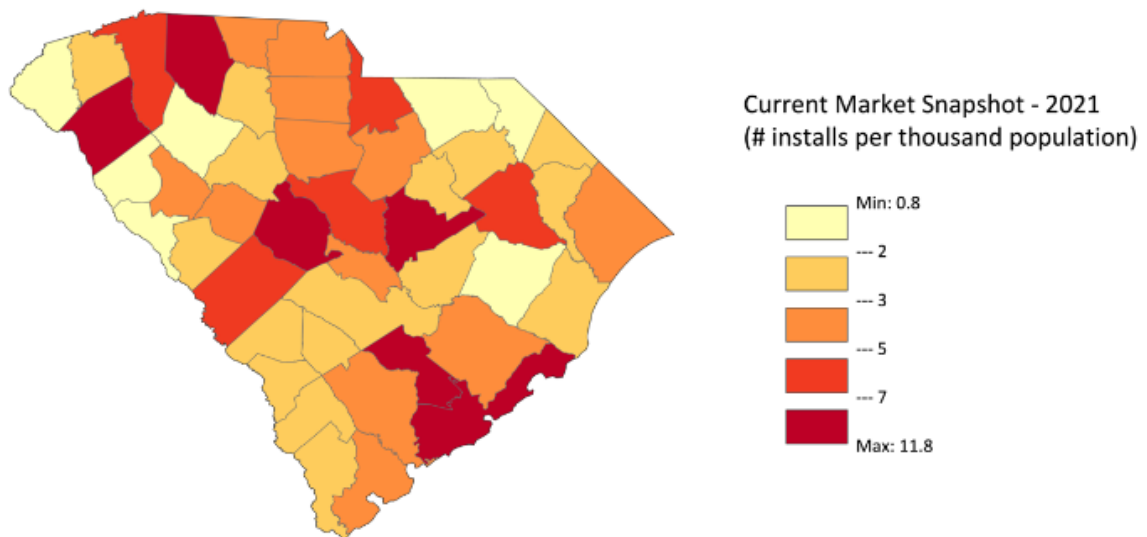 Current Market Snapshot - 2021
(# installs per thousand population)
Min: 0.8
--- 2
--- 3
--- 5
--- 7
Max: 11.8